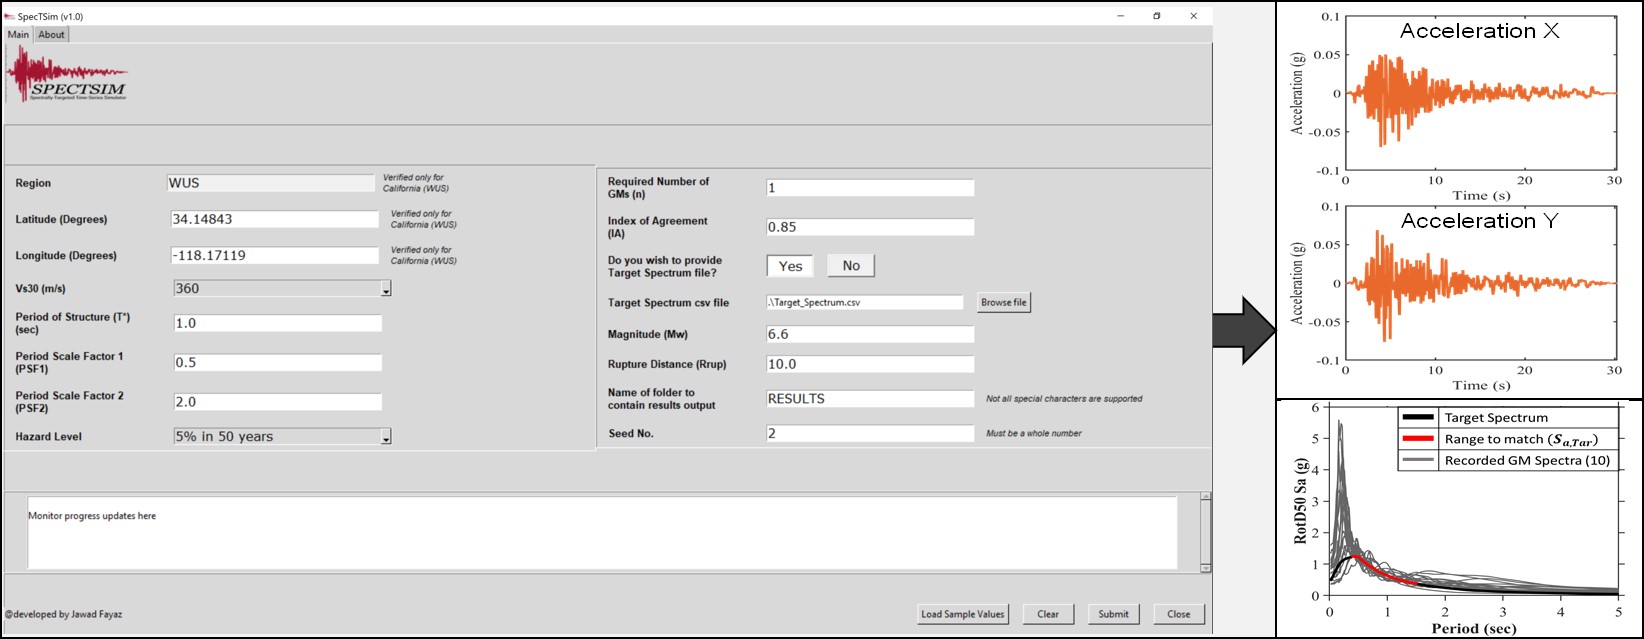 SpecTSim (v1.0)
Main About
SPECTSIM
Spectrally-Targeted Time-Series Simulator
Region
WUS
Verified only for
California (WUS)
Latitude (Degrees)
34.14843
Verified only for
California (WUS)
Longitude (Degrees)
-118.17119
Verified only for
California (WUS)
Vs30 (m/s)
360
Period of Structure (T*)
(sec)
1.0
Period Scale Factor 1
(PSF1)
0.5
Period Scale Factor 2
(PSF2)
2.0
Hazard Level
5% in 50 years
Required Number of
GMs (n)
1
Index of Agreement
(IA)
0.85
Do you wish to provide
Target Spectrum file?
Yes No
Target Spectrum csv file
.\Target_Spectrum.csv
Browse file
Magnitude (Mw)
6.6
Rupture Distance (Rrup)
10.0
Name of folder to
contain results output
RESULTS
Not all special characters are supported
Seed No.
2
Must be a whole number
Monitor progress updates here
@developed by Jawad Fayaz
Load Sample Values Clear Submit Close
Acceleration X
Acceleration (g)
0.1
0.05
0
-0.05
-0.1
0 10 20 30
Time (s)
Acceleration Y
Acceleration (g)
0.1
0.05
0
-0.05
-0.1
0 10 20 30
Time (s)
Target Spectrum
Range to match (Sa,Tar)
Recorded GM Spectra (10)
RotD50 Sa (g)
6
5
4
3
2
1
0
0 1 2 3 4 5
Period (sec)